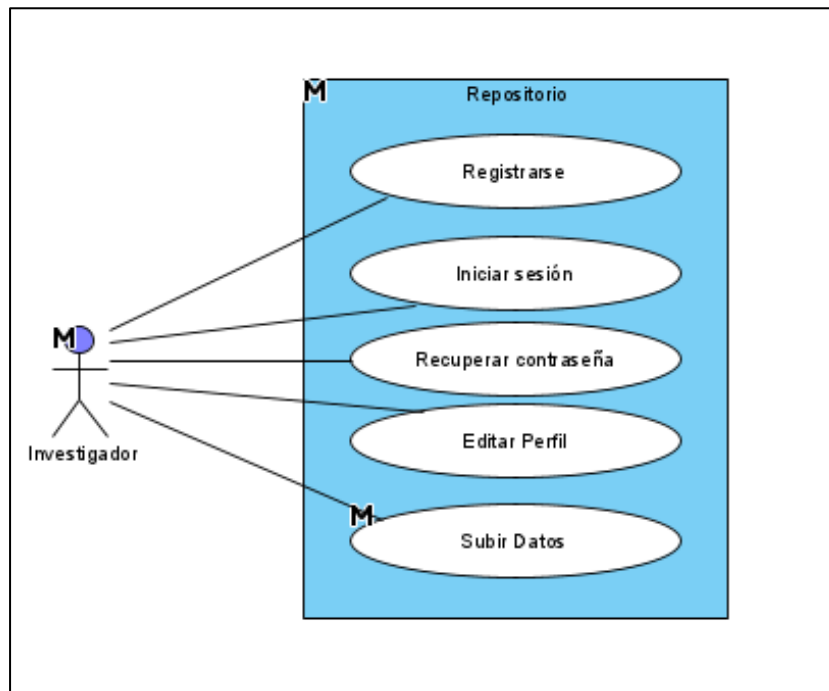 M
Repositorio
Registrarse
Iniciar sesión
M
Recuperar contraseña
Editar Perfil
Investigador
M
Subir Datos